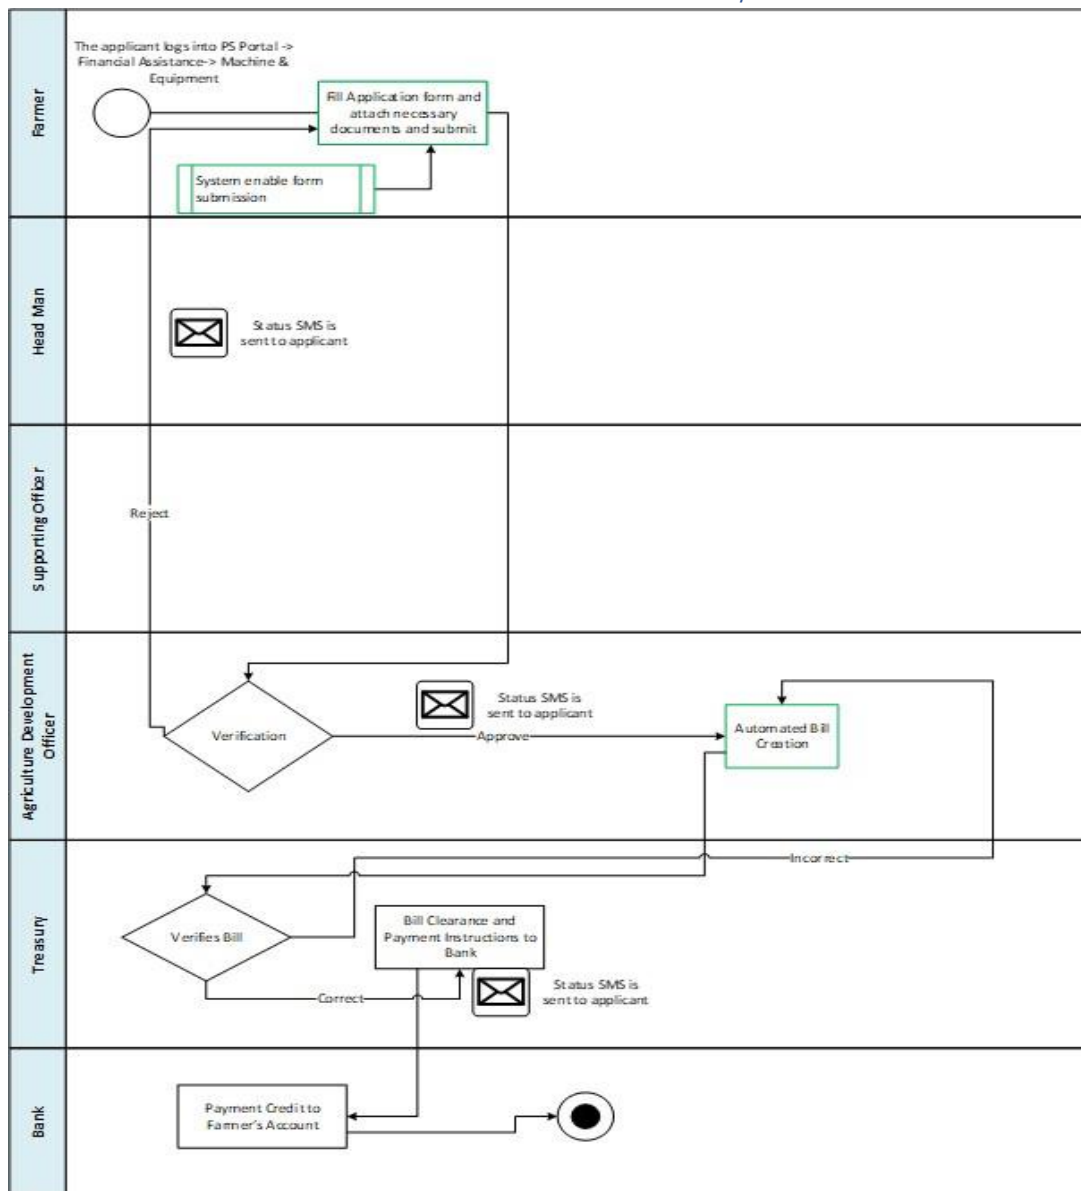 Farmer
The applicant logs into PS Portal ->
Financial Assistance-> Machine &
Equipment
Fill Application form and
attach necessary
documents and submit
System enable form
submission
Head Man
Status SMS is
sent to applicant
Supporting Officer
Reject
Agriculture Development
Officer
Verification
Status SMS is
sent to applicant
Approve
Automated Bill
Creation
Treasury
Incorrect
Verifies Bill
Bill Clearance and
Payment Instructions to
Bank
Correct
Status SMS is
sent to applicant
Bank
Payment Credit to
Farmer's Account